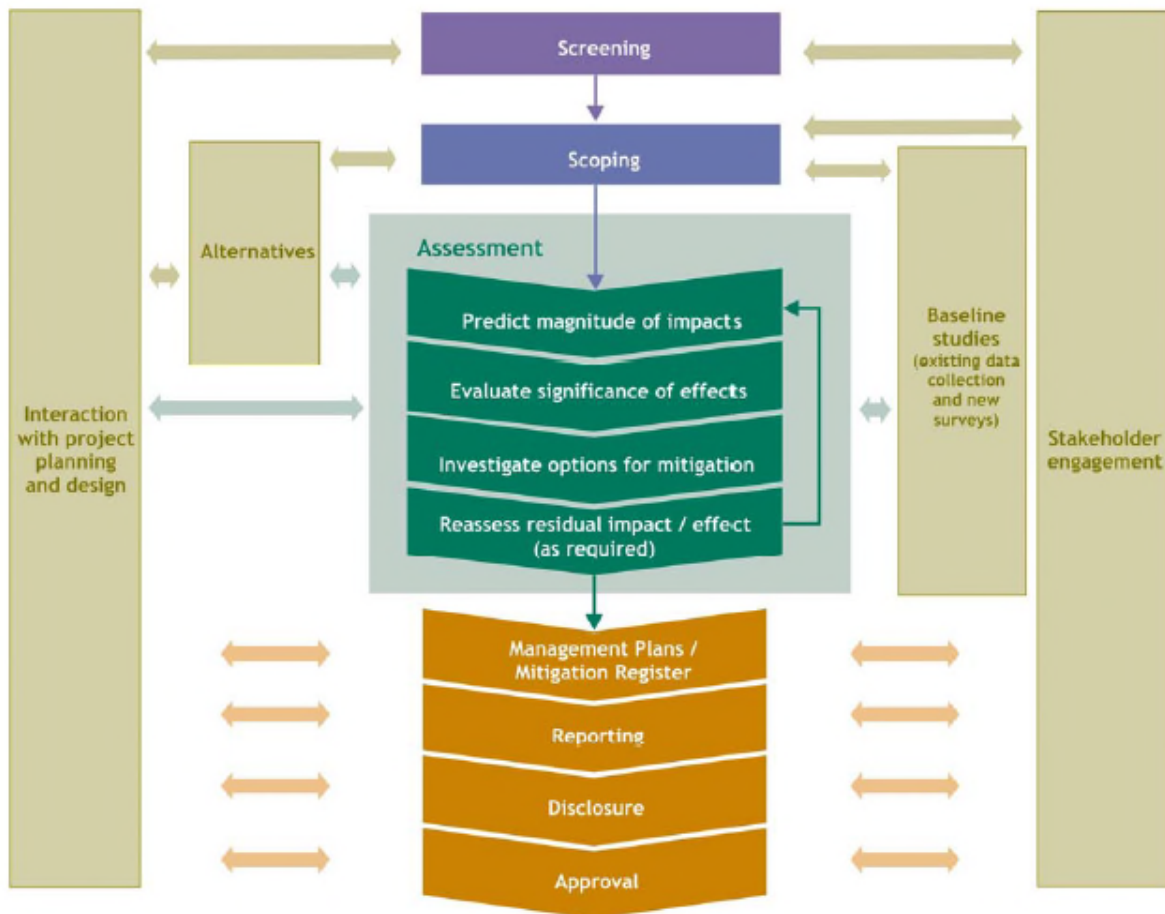 Screening
Scoping
Alternatives
Assessment
Predict magnitude of impacts
Evaluate significance of effects
Investigate options for mitigation
Reassess residual impact / effect
(as required)
Baseline
studies
(existing data
collection
and new
surveys)
Interaction
with project
planning
and design
Stakeholder
engagement
Management Plans /
Mitigation Register
Reporting
Disclosure
Approval